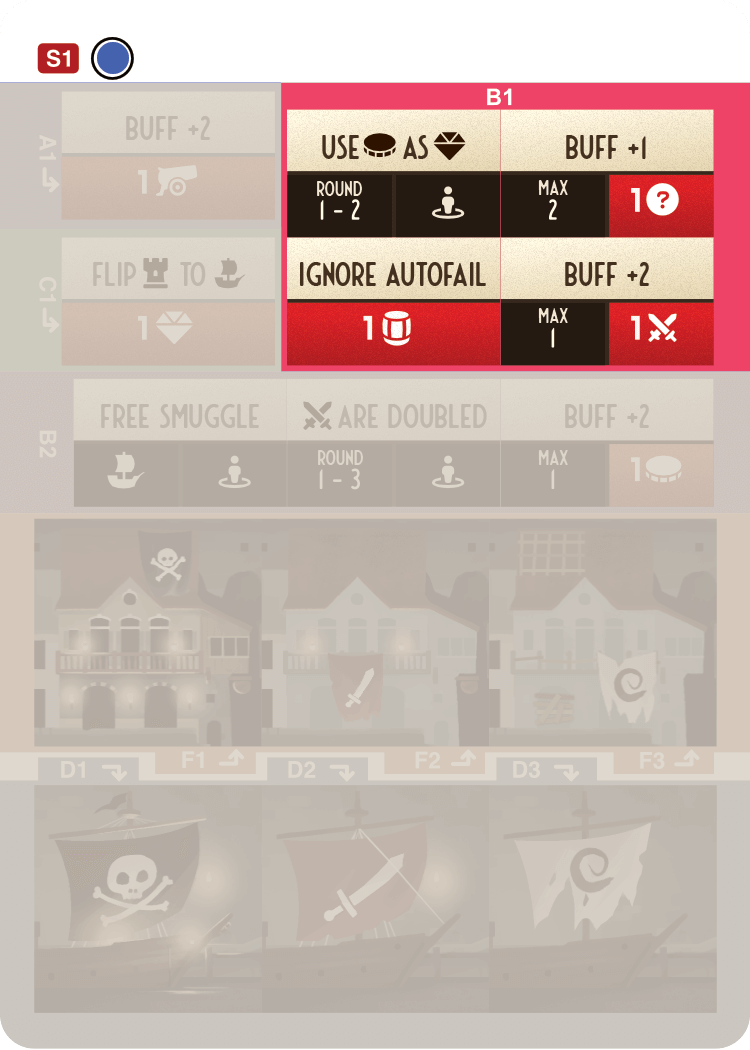 S1
B1
A1
BUFF +2
1
USE AS
BUFF +1
ROUND
1 - 2
MAX
2
1 ?
C1
FLIP TO
1
IGNORE AUTOFAIL
BUFF +2
1
MAX
1
1
B2
FREE SMUGGLE
ARE DOUBLED
BUFF +2
ROUND
1 - 3
MAX
1
1
D1
F1
D2
F2
D3
F3